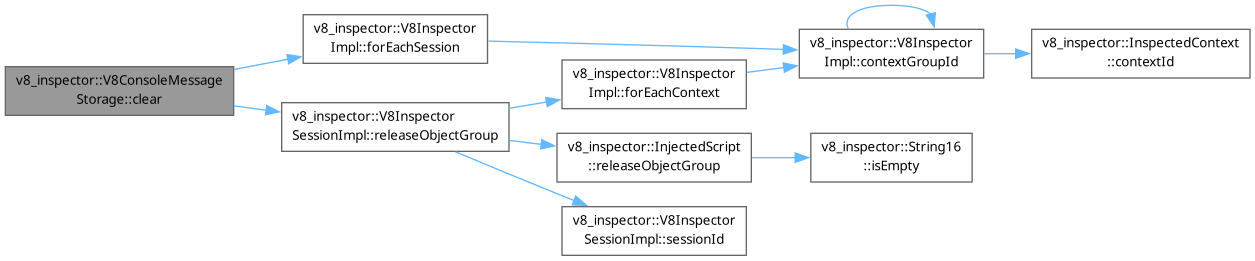 v8_inspector::V8ConsoleMessage
Storage::clear
v8_inspector::V8Inspector
Impl::forEachSession
v8_inspector::V8Inspector
SessionImpl::releaseObjectGroup
v8_inspector::V8Inspector
Impl::forEachContext
v8_inspector::InjectedScript
::releaseObjectGroup
v8_inspector::V8Inspector
SessionImpl::sessionId
v8_inspector::V8Inspector
Impl::contextGroupId
v8_inspector::String16
::isEmpty
v8_inspector::InspectedContext
::contextId